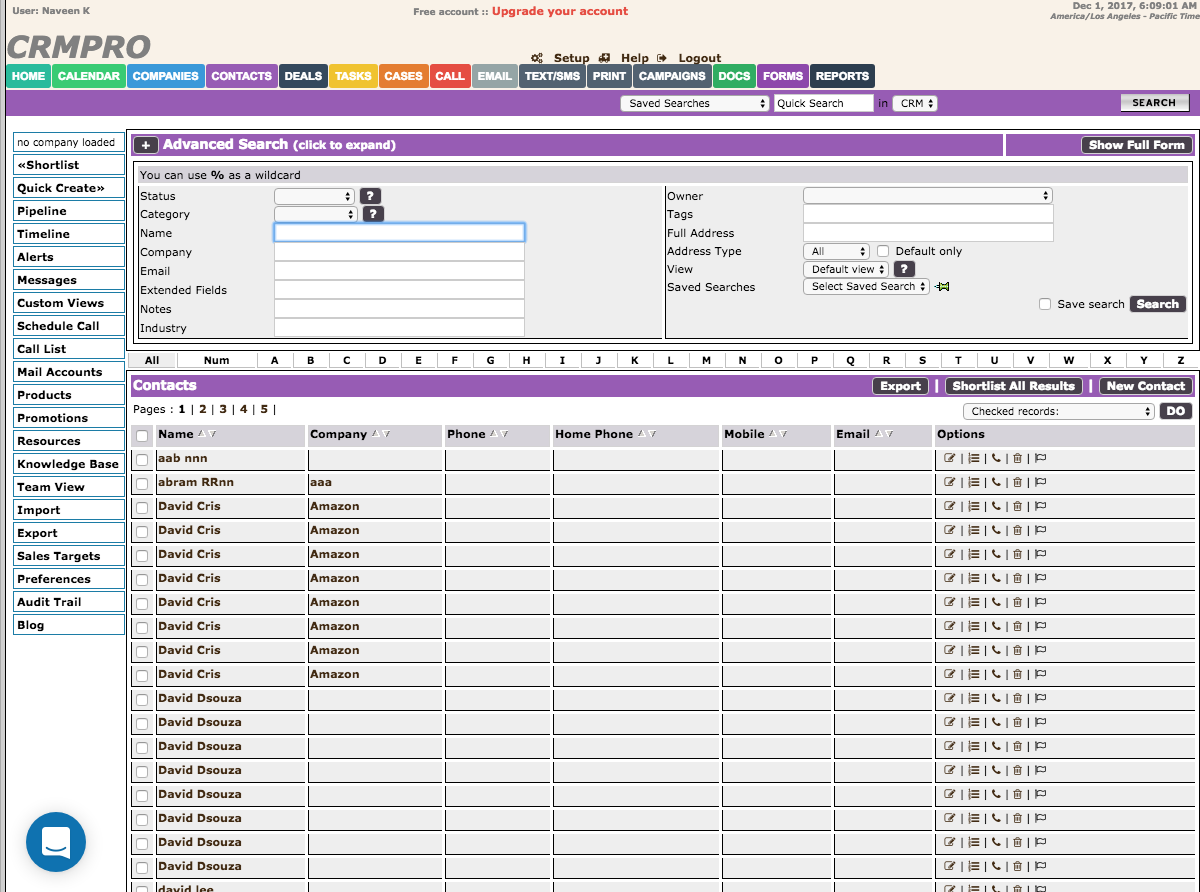 User: Naveen K
Free account :: Upgrade your account
Dec 1, 2017, 6:09:01 AM
America/Los Angeles - Pacific Time
CRMPRO
Setup Help Logout
HOME CALENDAR COMPANIES CONTACTS DEALS TASKS CASES CALL EMAIL TEXT/SMS PRINT CAMPAIGNS DOCS FORMS REPORTS
Saved Searches Quick Search in CRM SEARCH
no company loaded
«Shortlist
Quick Create»
Pipeline
Timeline
Alerts
Messages
Custom Views
Schedule Call
Call List
Mail Accounts
Products
Promotions
Resources
Knowledge Base
Team View
Import
Export
Sales Targets
Preferences
Audit Trail
Blog
+ Advanced Search (click to expand) Show Full Form
You can use % as a wildcard
Status ?
Category ?
Name
Company
Email
Extended Fields
Notes
Industry
Owner
Tags
Full Address
Address Type All Default only
View Default view ?
Saved Searches Select Saved Search
Save search Search
All Num A B C D E F G H I J K L M N O P Q R S T U V W X Y Z
Contacts Export | Shortlist All Results | New Contact
Pages : 1 | 2 | 3 | 4 | 5 |
Checked records: DO
Name Company Phone Home Phone Mobile Email Options
aab nnn | | | |
abram RRnn aaa | | | |
David Cris Amazon | | | |
David Cris Amazon | | | |
David Cris Amazon | | | |
David Cris Amazon | | | |
David Cris Amazon | | | |
David Cris Amazon | | | |
David Cris Amazon | | | |
David Cris Amazon | | | |
David Dsouza | | | |
David Dsouza | | | |
David Dsouza | | | |
David Dsouza | | | |
David Dsouza | | | |
David Dsouza | | | |
David Dsouza | | | |
David Dsouza | | | |
david lee | | | |